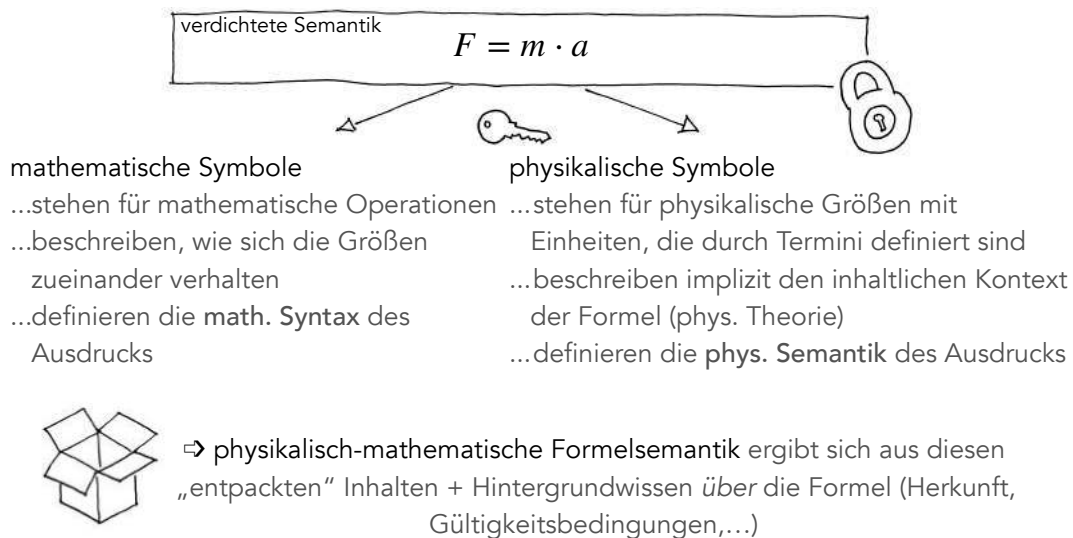 verdichtete Semantik
F = m · a
mathematische Symbole
...stehen für mathematische Operationen
...beschreiben, wie sich die Größen
zueinander verhalten
...definieren die math. Syntax des
Ausdrucks
physikalische Symbole
...stehen für physikalische Größen mit
Einheiten, die durch Termini definiert sind
...beschreiben implizit den inhaltlichen Kontext
der Formel (phys. Theorie)
...definieren die phys. Semantik des Ausdrucks
➩ physikalisch-mathematische Formelsemantik ergibt sich aus diesen
„entpackten“ Inhalten + Hintergrundwissen über die Formel (Herkunft,
Gültigkeitsbedingungen,…)